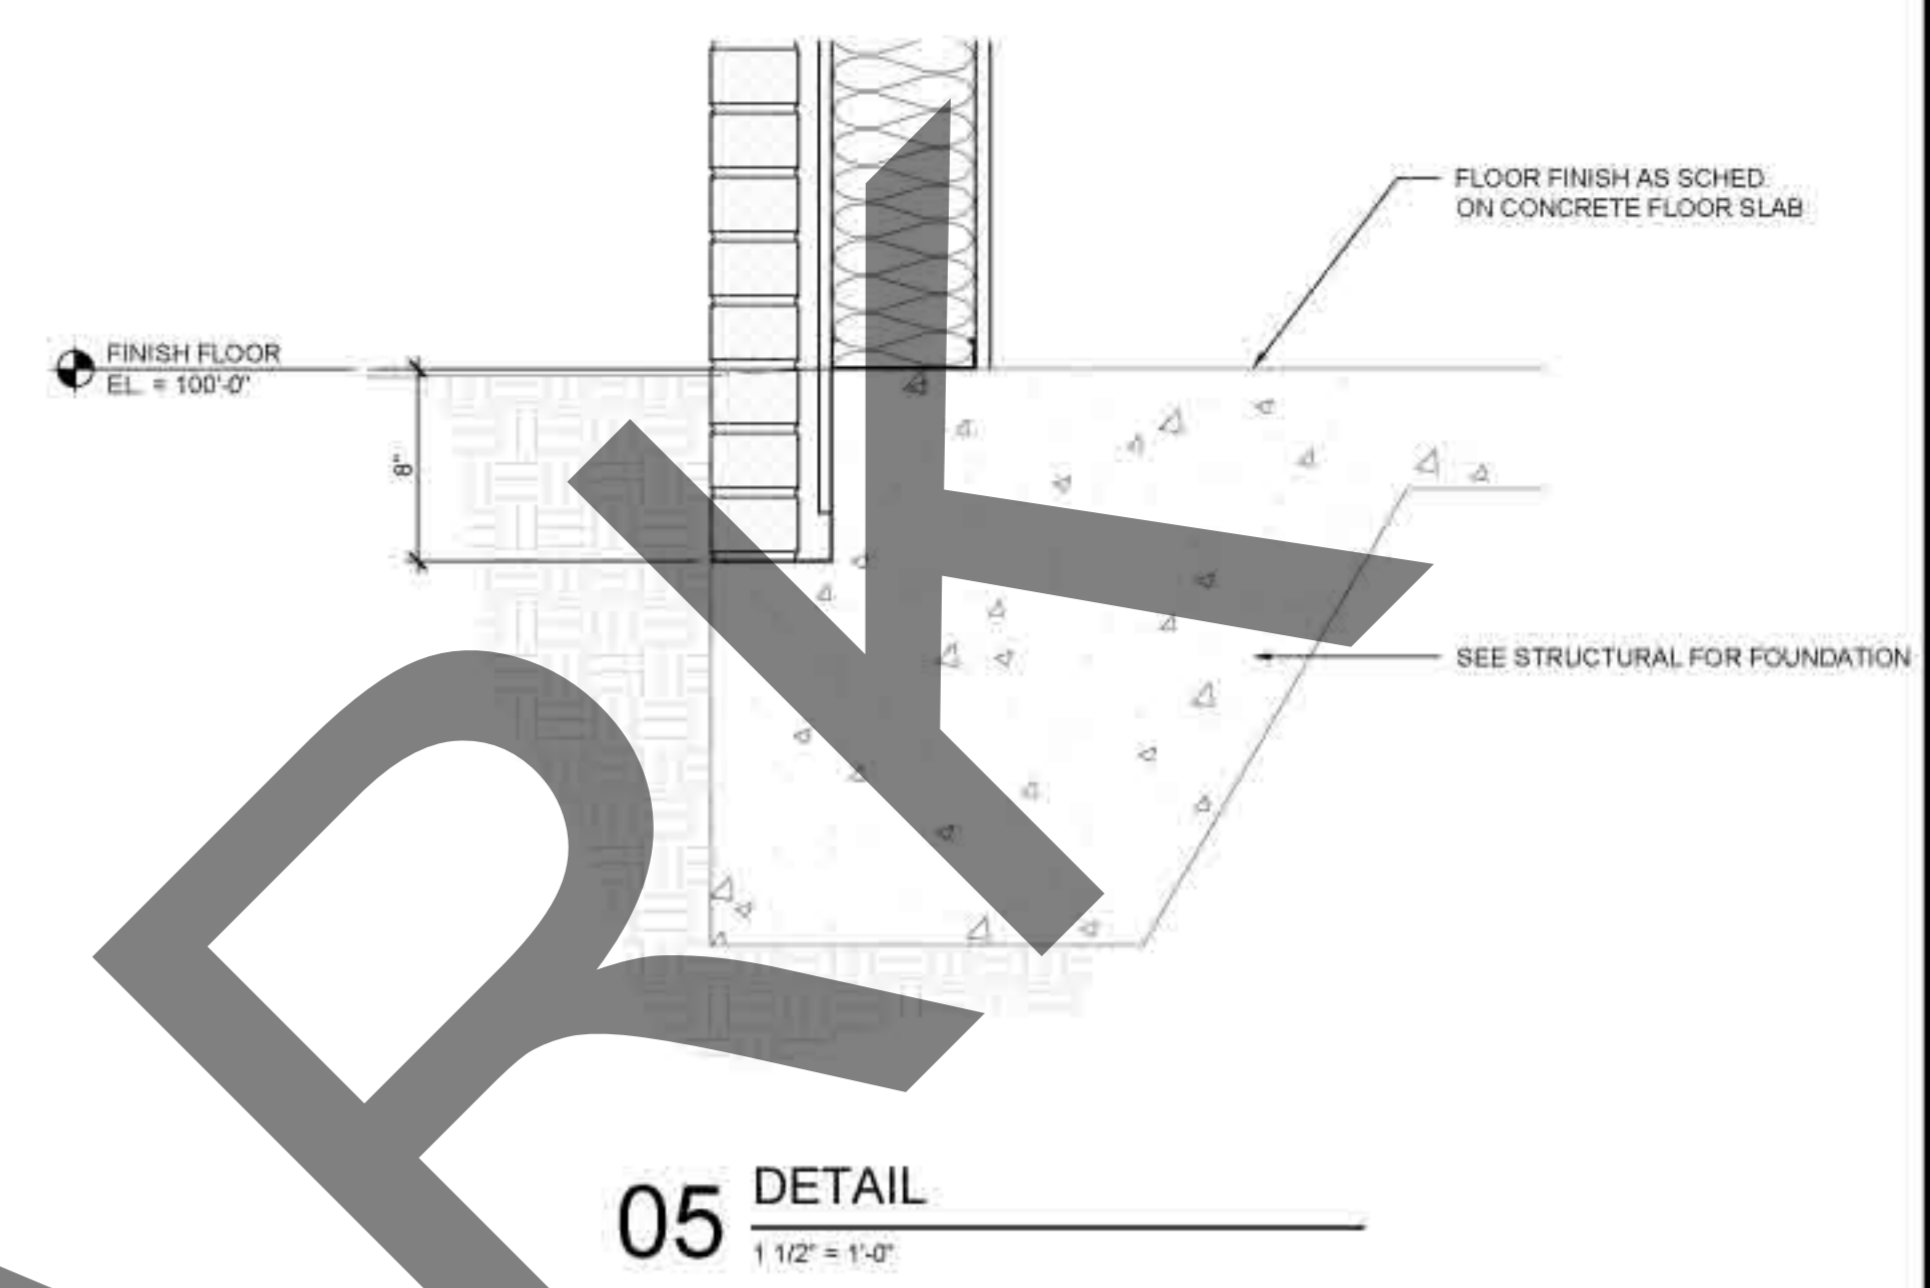 FLOOR FINISH AS SCHED.
ON CONCRETE FLOOR SLAB
FINISH FLOOR
EL. = 100'-0"
8"
SEE STRUCTURAL FOR FOUNDATION
RK
05
DETAIL
1 1/2" = 1'-0"